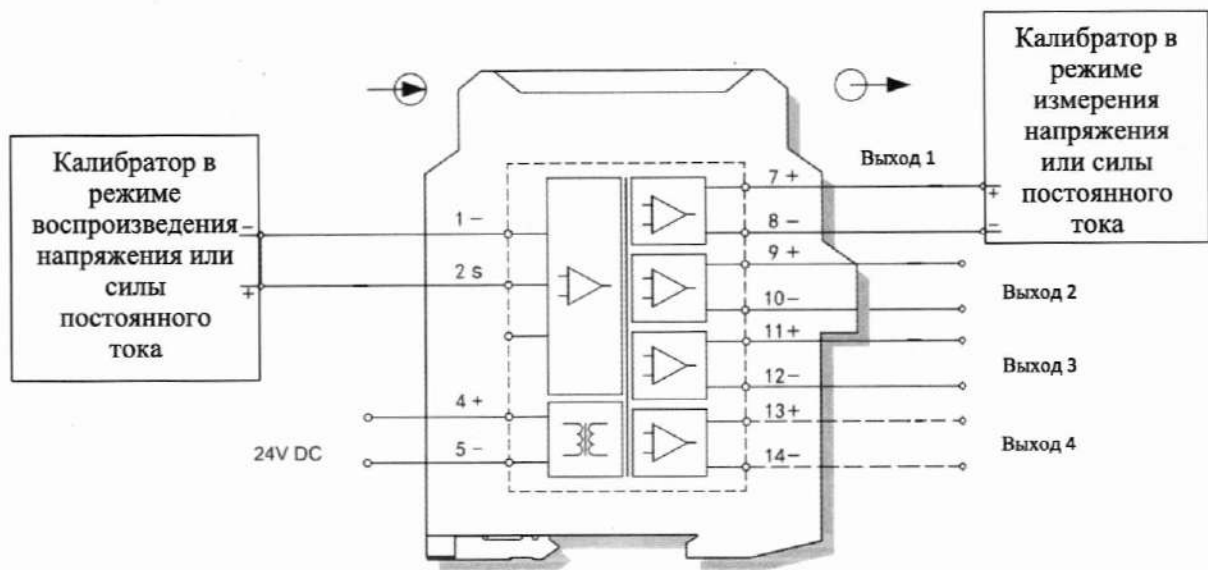 Калибратор в
режиме
воспроизведения
напряжения или
силы
постоянного
тока
−
+
1 −
2 s
4 +
5 −
24V DC
7 +
8 −
9 +
10−
11+
12−
13+
14−
Выход 1
Выход 2
Выход 3
Выход 4
Калибратор в
режиме
измерения
напряжения
или силы
постоянного
тока
+
−